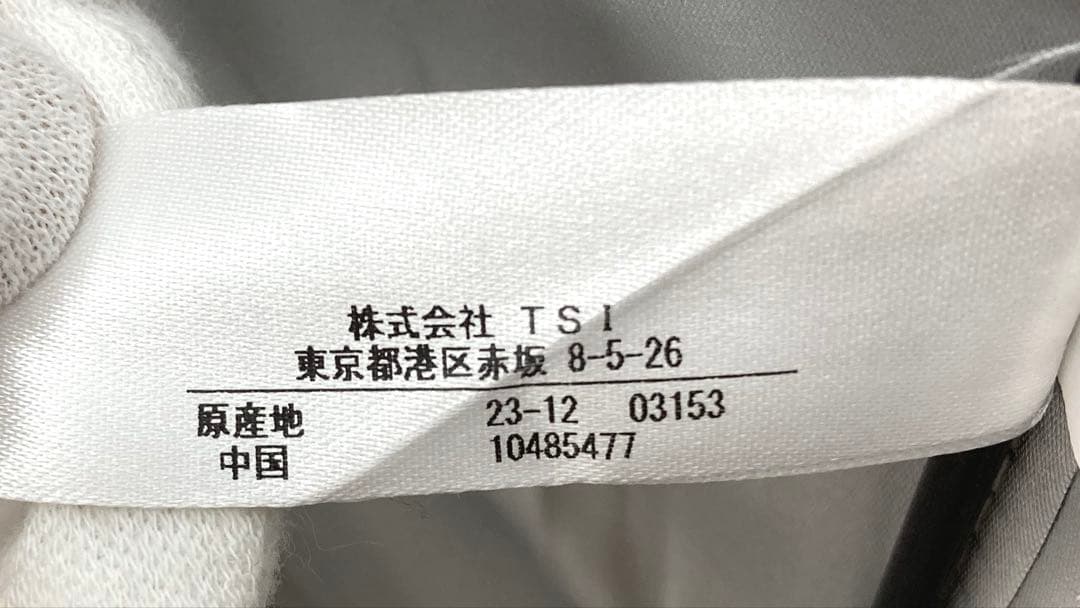 株式会社 TSI
東京都港区赤坂 8-5-26
原産地 23-12 03153
中国 10485477